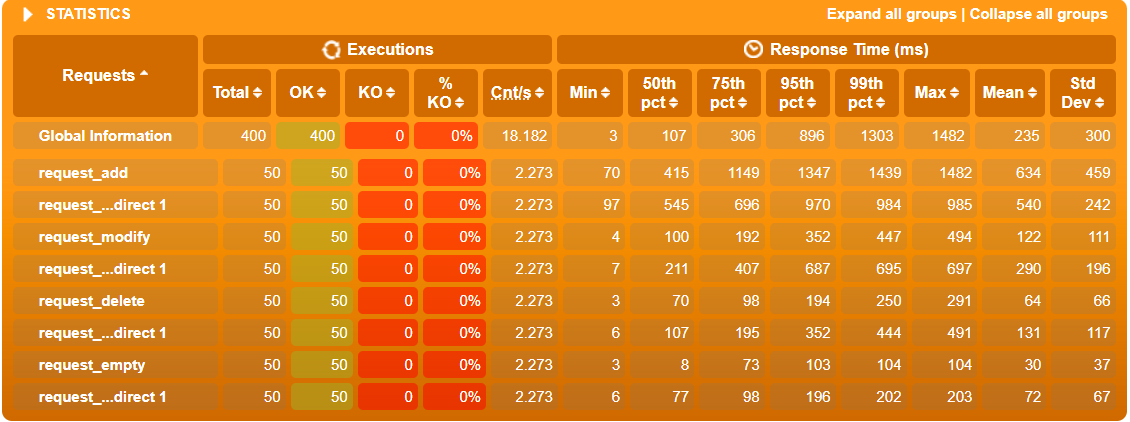 STATISTICS Expand all groups | Collapse all groups
Requests Executions Response Time (ms)
Total OK KO % KO Cnt/s Min 50th pct 75th pct 95th pct 99th pct Max Mean Std Dev
Global Information 400 400 0 0% 18.182 3 107 306 896 1303 1482 235 300
request_add 50 50 0 0% 2.273 70 415 1149 1347 1439 1482 634 459
request_...direct 1 50 50 0 0% 2.273 97 545 696 970 984 985 540 242
request_modify 50 50 0 0% 2.273 4 100 192 352 447 494 122 111
request_...direct 1 50 50 0 0% 2.273 7 211 407 687 695 697 290 196
request_delete 50 50 0 0% 2.273 3 70 98 194 250 291 64 66
request_...direct 1 50 50 0 0% 2.273 6 107 195 352 444 491 131 117
request_empty 50 50 0 0% 2.273 3 8 73 103 104 104 30 37
request_...direct 1 50 50 0 0% 2.273 6 77 98 196 202 203 72 67